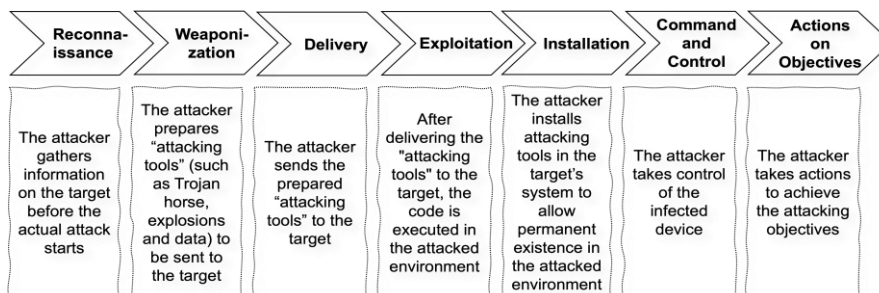 Reconna-
issance
Weaponi-
zation
Delivery
Exploitation
Installation
Command
and
Control
Actions
on
Objectives
The attacker
gathers
information
on the target
before the
actual attack
starts
The attacker
prepares
“attacking
tools” (such
as Trojan
horse,
explosions
and data) to
be sent to
the target
The attacker
sends the
prepared
“attacking
tools” to the
target
After
delivering the
"attacking
tools" to the
target, the
code is
executed in
the attacked
environment
The attacker
installs
attacking
tools in the
target’s
system to
allow
permanent
existence in
the attacked
environment
The attacker
takes control
of the
infected
device
The attacker
takes actions
to achieve
the attacking
objectives